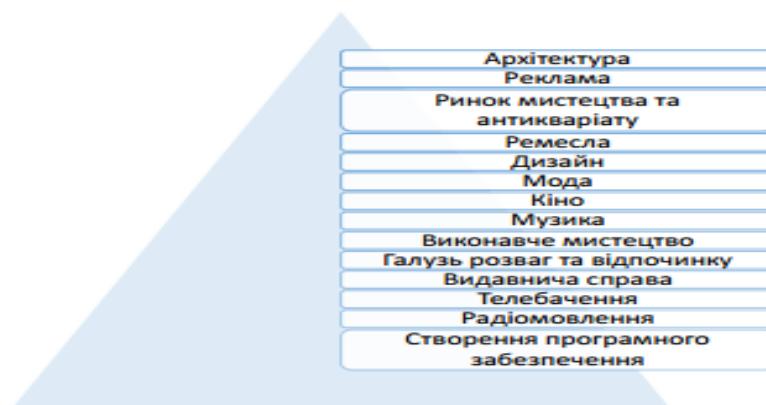 Архітектура
Реклама
Ринок мистецтва та
антикваріату
Ремесла
Дизайн
Мода
Кіно
Музика
Виконавче мистецтво
Галузь розваг та відпочинку
Видавнича справа
Телебачення
Радіомовлення
Створення програмного
забезпечення